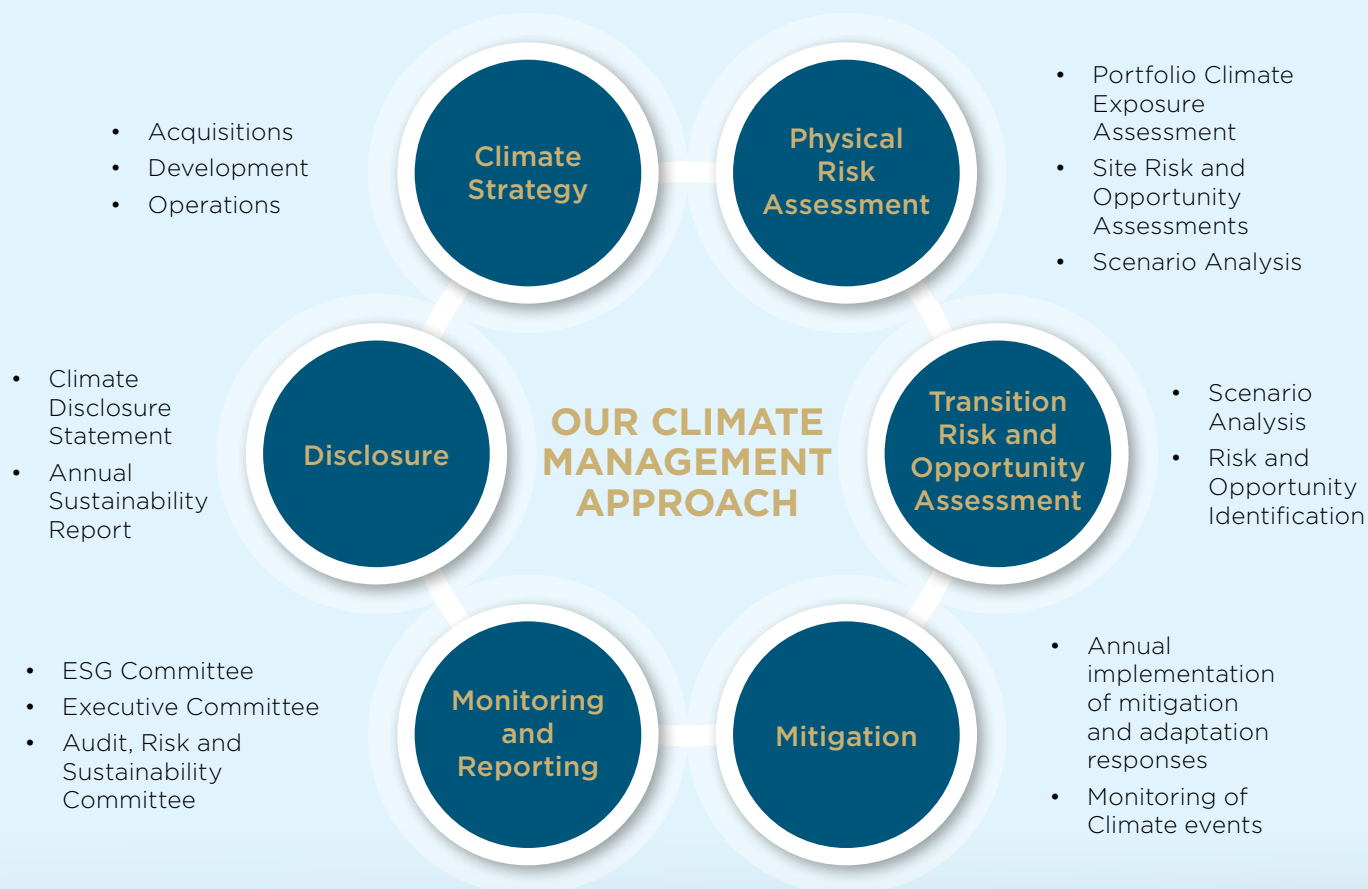 • Acquisitions
• Development
• Operations
Climate
Strategy
Physical
Risk
Assessment
• Portfolio Climate
Exposure
Assessment
• Site Risk and
Opportunity
Assessments
• Scenario Analysis
• Climate
Disclosure
Statement
• Annual
Sustainability
Report
Disclosure
OUR CLIMATE
MANAGEMENT
APPROACH
Transition
Risk and
Opportunity
Assessment
• Scenario
Analysis
• Risk and
Opportunity
Identification
• ESG Committee
• Executive Committee
• Audit, Risk and
Sustainability
Committee
Monitoring
and
Reporting
Mitigation
• Annual
implementation
of mitigation
and adaptation
responses
• Monitoring of
Climate events